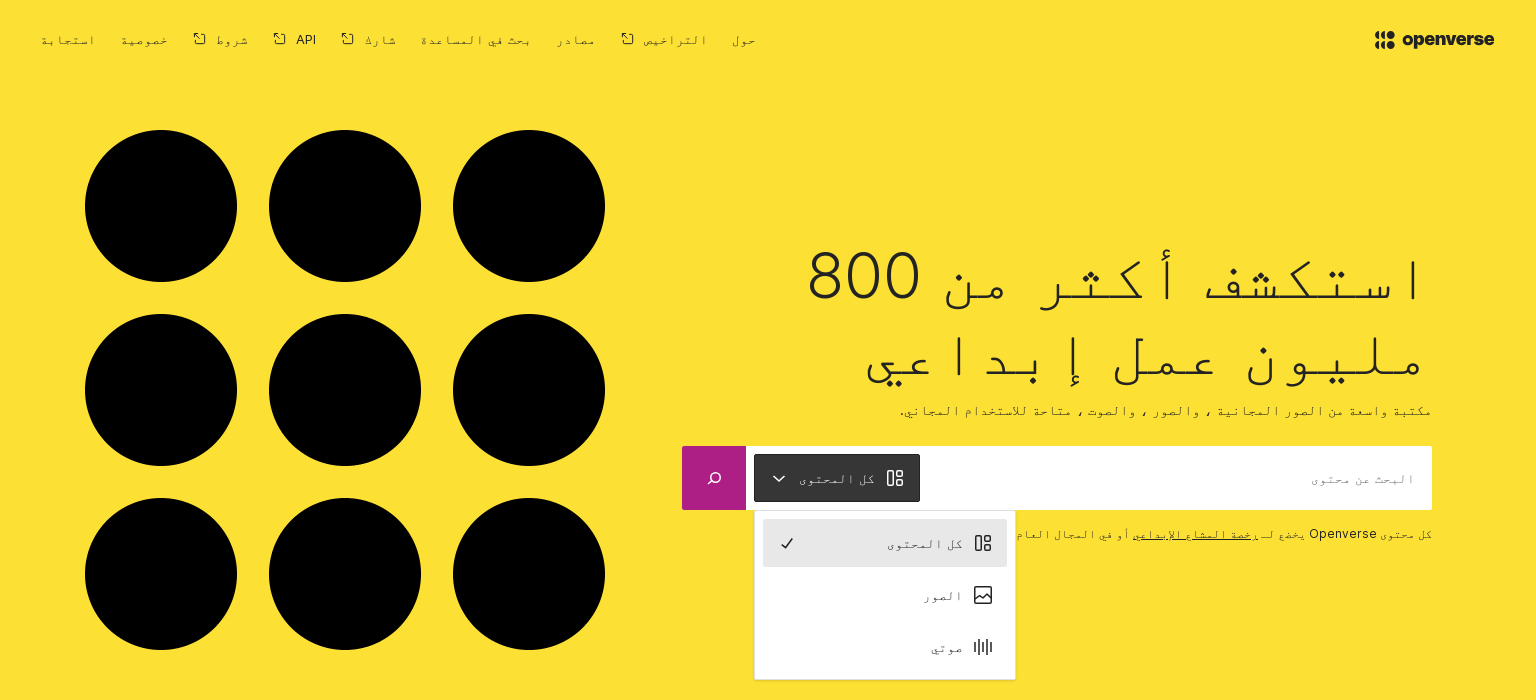 openverse
حول
التراخيص
مصادر
بحث في المساعدة
شارك
API
شروط
خصوصية
استجابة
استكشف أكثر من 800
مليون عمل إبداعي
مكتبة واسعة من الصور المجانية ، والصور ، والصوت ، متاحة للاستخدام المجاني.
البحث عن محتوى
كل المحتوى
كل محتوى Openverse يخضع لـ رخصة المشاع الإبداعي أو في المجال العام
كل المحتوى
الصور
صوتي